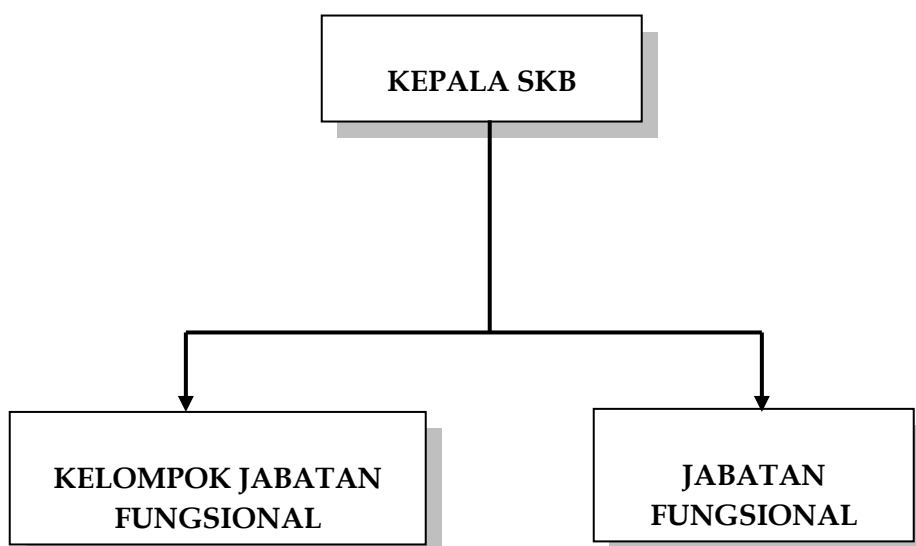 KEPALA SKB
KELOMPOK JABATAN
FUNGSIONAL
JABATAN
FUNGSIONAL